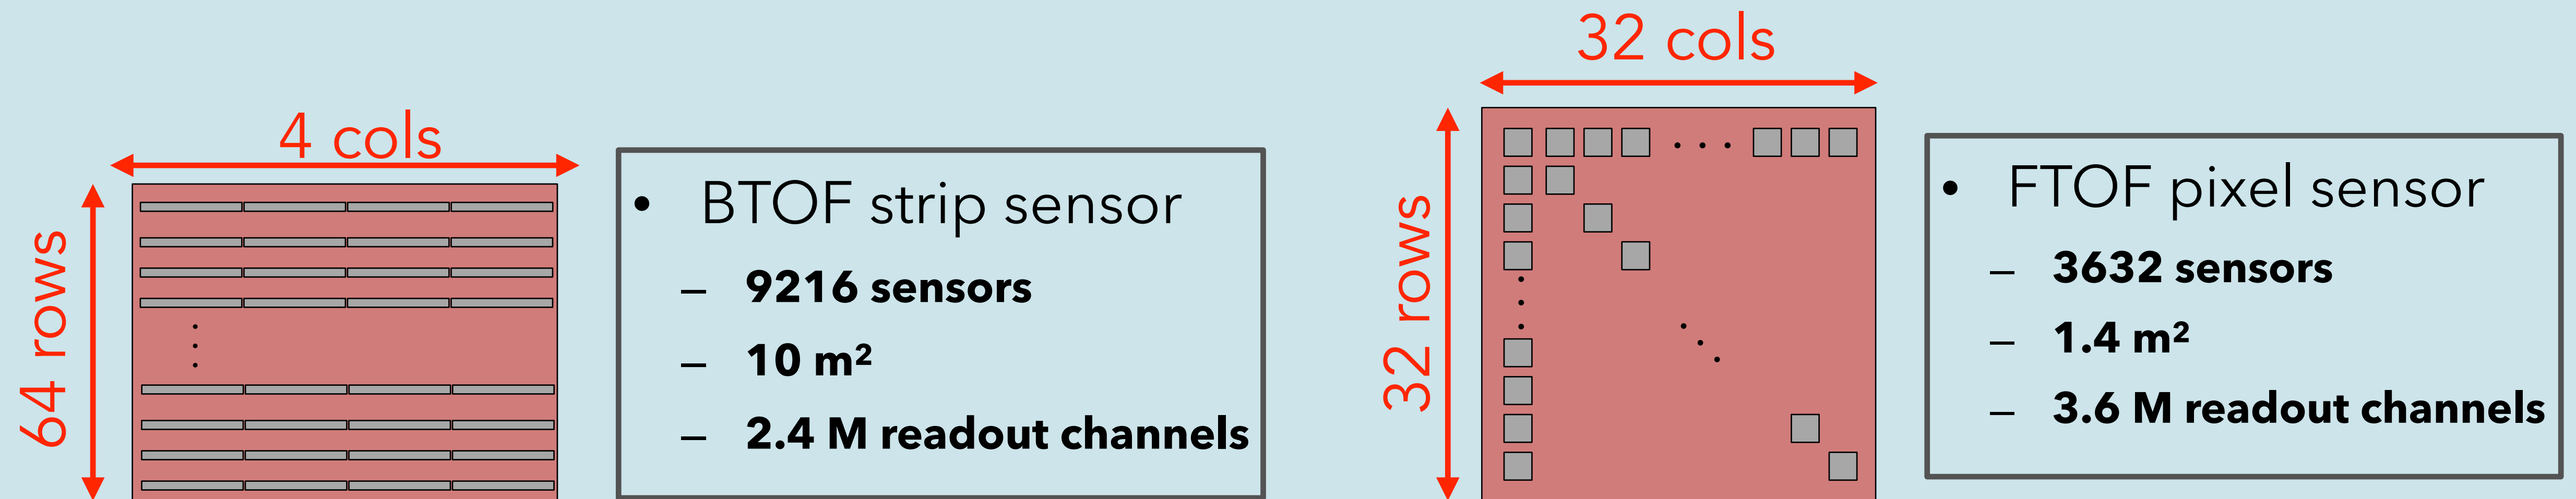 4 cols
64 rows
• BTOF strip sensor
– 9216 sensors
– 10 m²
– 2.4 M readout channels
32 cols
32 rows
• FTOF pixel sensor
– 3632 sensors
– 1.4 m²
– 3.6 M readout channels